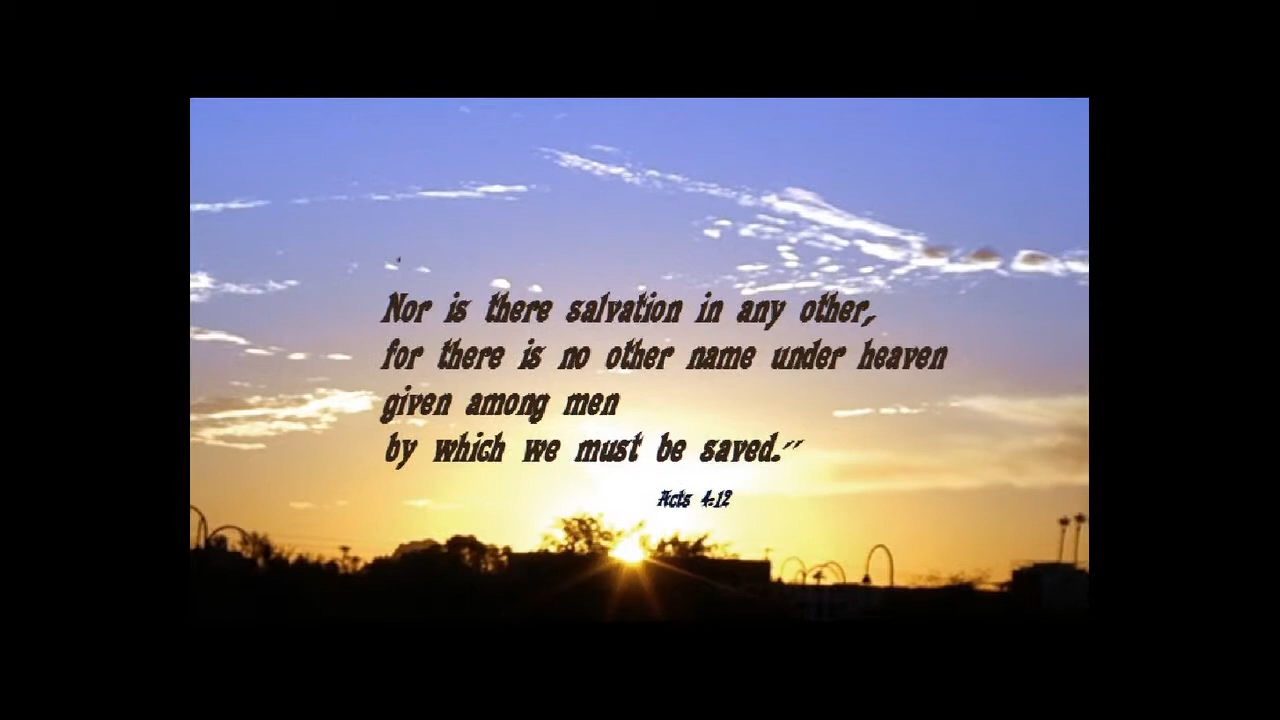 Nor is there salvation in any other,
for there is no other name under heaven
given among men
by which we must be saved."
Acts 4:12